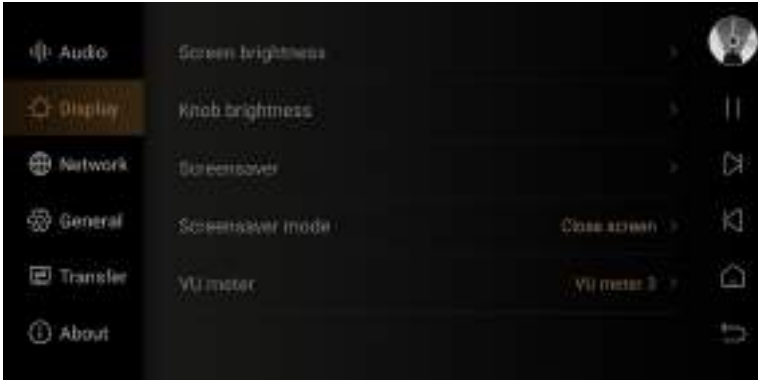 Audio
Display
Network
General
Transfer
About
Screen brightness
Knob brightness
Screensaver
Screensaver mode
Close screen
VU meter
VU meter 3